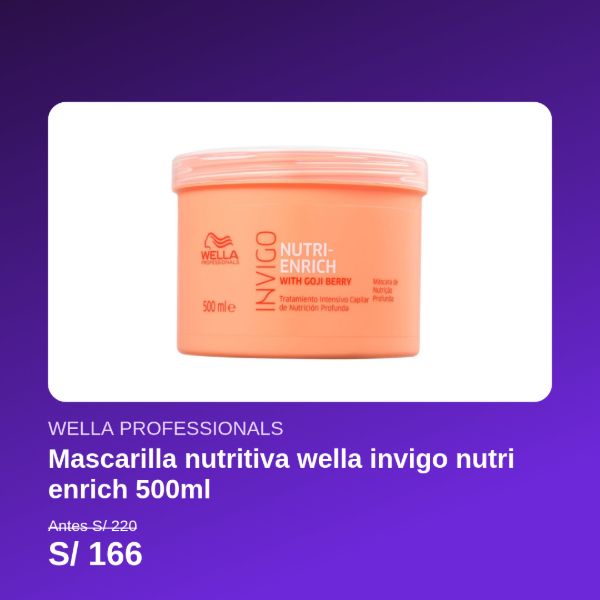 WELLA
PROFESSIONALS
INVIGO
NUTRI-
ENRICH
WITH GOJI BERRY
500 ml e
Tratamiento Intensivo Capilar
de Nutrición Profunda
Máscara de
Nutrição
Profunda
WELLA PROFESSIONALS
Mascarilla nutritiva wella invigo nutri
enrich 500ml
Antes S/ 220
S/ 166